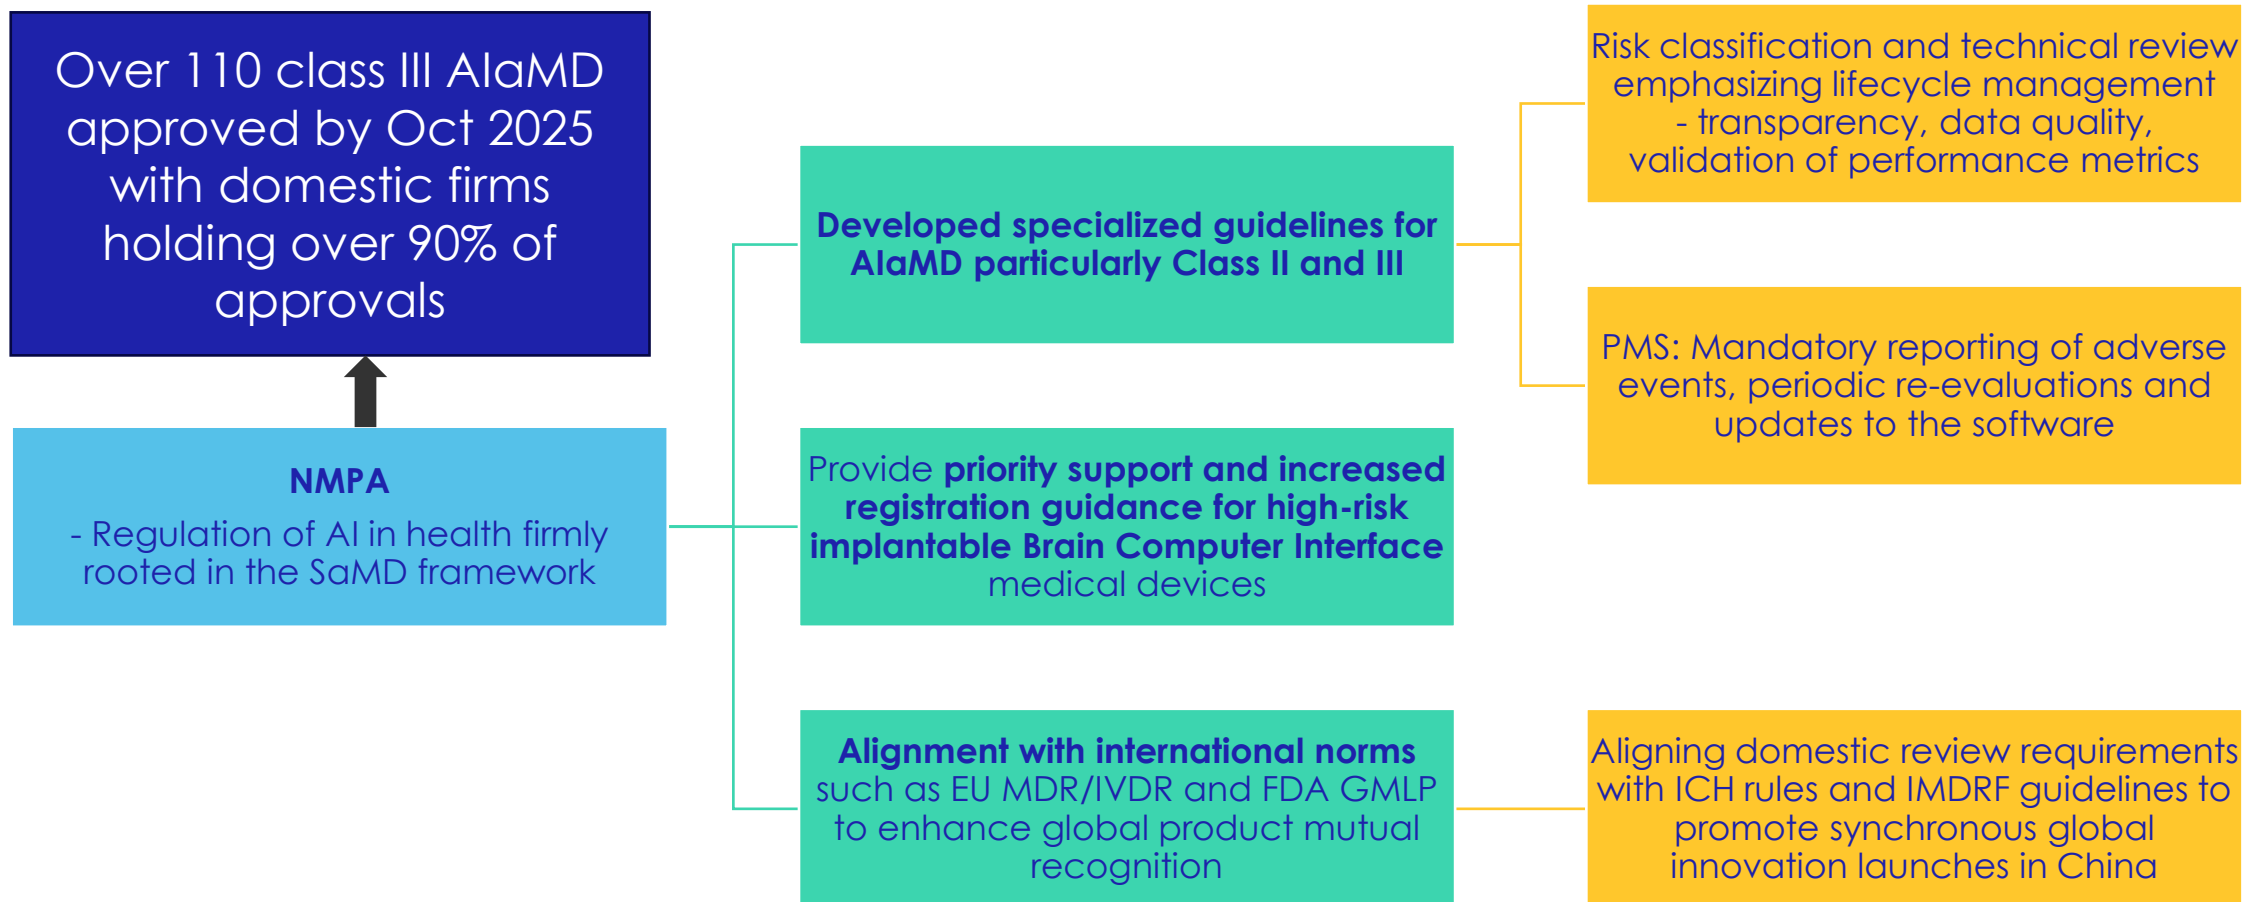 Over 110 class III AIaMD
approved by Oct 2025
with domestic firms
holding over 90% of
approvals
NMPA
- Regulation of AI in health firmly
rooted in the SaMD framework
Developed specialized guidelines for
AIaMD particularly Class II and III
Provide priority support and increased
registration guidance for high-risk
implantable Brain Computer Interface
medical devices
Alignment with international norms
such as EU MDR/IVDR and FDA GMLP
to enhance global product mutual
recognition
Risk classification and technical review
emphasizing lifecycle management
- transparency, data quality,
validation of performance metrics
PMS: Mandatory reporting of adverse
events, periodic re-evaluations and
updates to the software
Aligning domestic review requirements
with ICH rules and IMDRF guidelines to
promote synchronous global
innovation launches in China